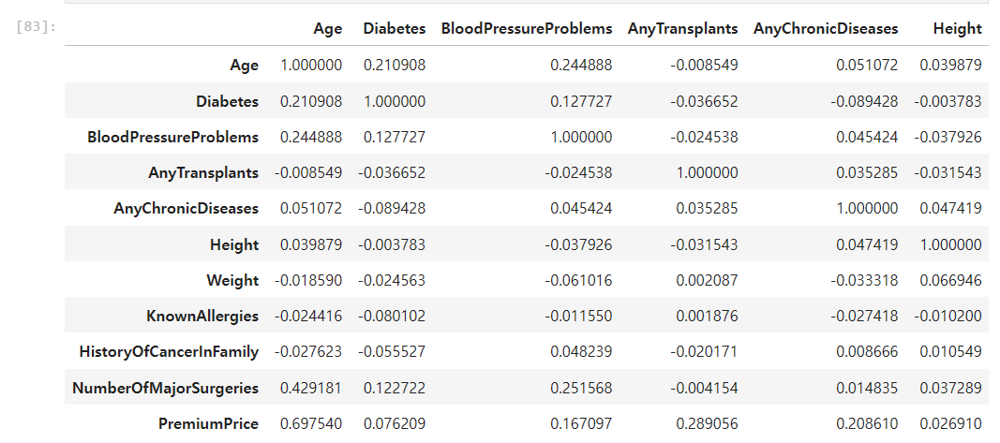 [83]:
Age Diabetes BloodPressureProblems AnyTransplants AnyChronicDiseases Height
Age 1.000000 0.210908 0.244888 -0.008549 0.051072 0.039879
Diabetes 0.210908 1.000000 0.127727 -0.036652 -0.089428 -0.003783
BloodPressureProblems 0.244888 0.127727 1.000000 -0.024538 0.045424 -0.037926
AnyTransplants -0.008549 -0.036652 -0.024538 1.000000 0.035285 -0.031543
AnyChronicDiseases 0.051072 -0.089428 0.045424 0.035285 1.000000 0.047419
Height 0.039879 -0.003783 -0.037926 -0.031543 0.047419 1.000000
Weight -0.018590 -0.024563 -0.061016 0.002087 -0.033318 0.066946
KnownAllergies -0.024416 -0.080102 -0.011550 0.001876 -0.027418 -0.010200
HistoryOfCancerInFamily -0.027623 -0.055527 0.048239 -0.020171 0.008666 0.010549
NumberOfMajorSurgeries 0.429181 0.122722 0.251568 -0.004154 0.014835 0.037289
PremiumPrice 0.697540 0.076209 0.167097 0.289056 0.208610 0.026910